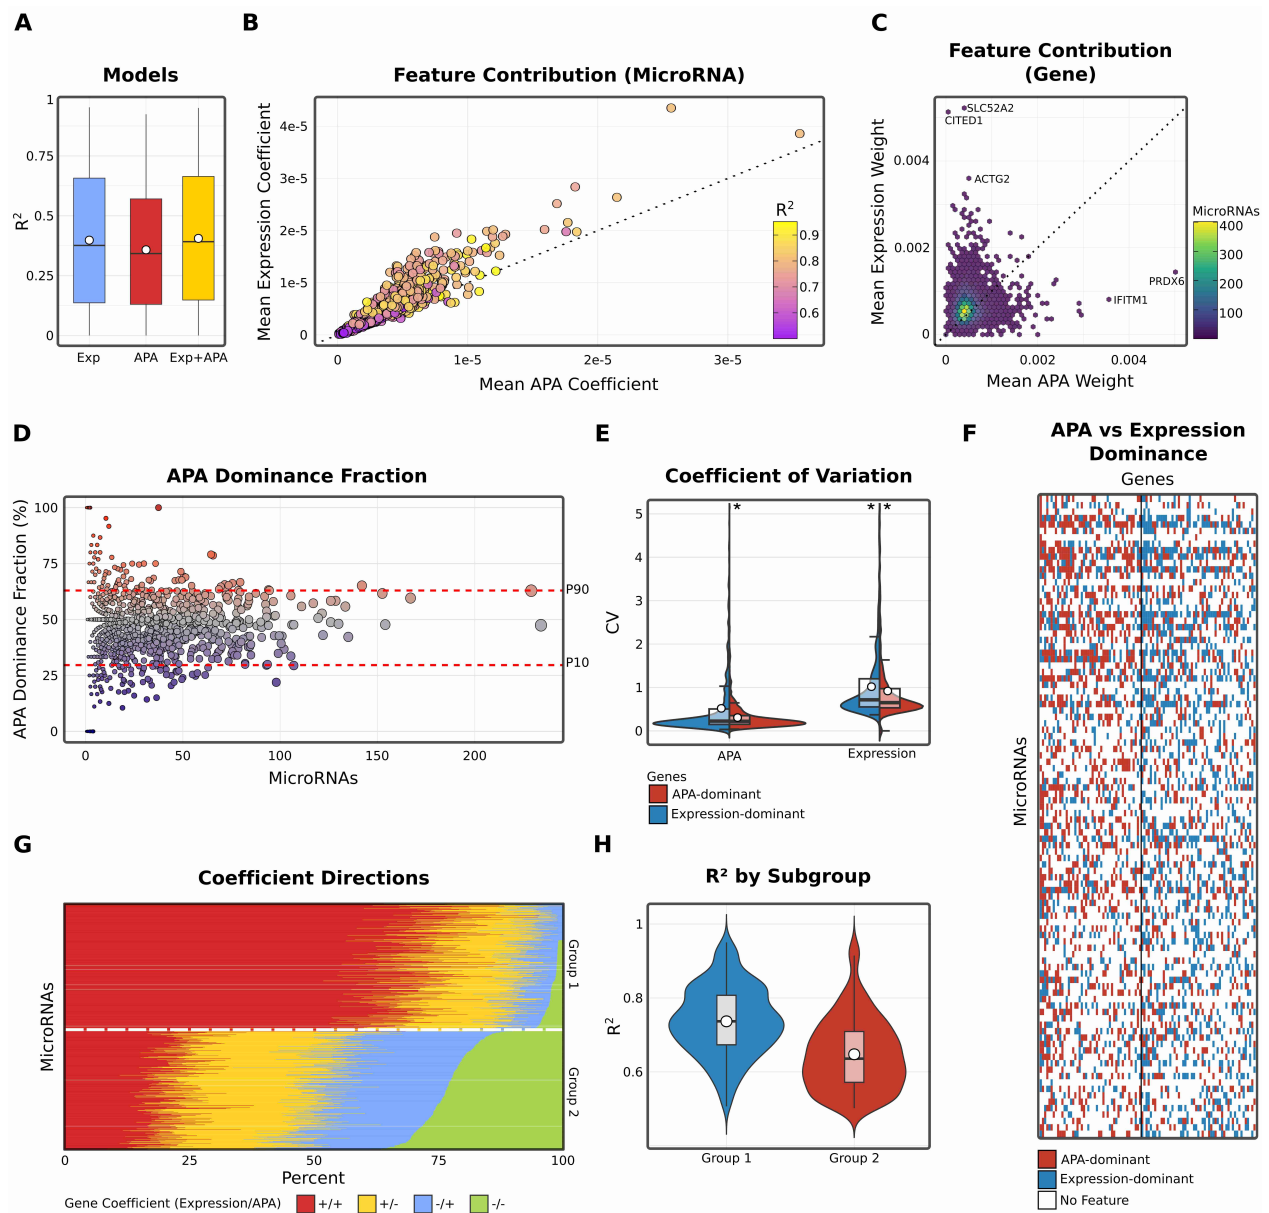 A
Models
R²
1
0.75
0.5
0.25
0
Exp
APA
Exp+APA
B
Feature Contribution (MicroRNA)
Mean Expression Coefficient
4e-5
3e-5
2e-5
1e-5
0
0
1e-5
2e-5
3e-5
Mean APA Coefficient
R²
0.9
0.8
0.7
0.6
C
Feature Contribution
(Gene)
Mean Expression Weight
0.004
0.002
0
0
0.002
0.004
Mean APA Weight
SLC52A2
CITED1
ACTG2
PRDX6
IFITM1
MicroRNAs
400
300
200
100
D
APA Dominance Fraction
APA Dominance Fraction (%)
100
75
50
25
0
P90
P10
0
50
100
150
200
MicroRNAs
E
Coefficient of Variation
CV
5
4
3
2
1
0
*
* *
APA
Expression
Genes
APA-dominant
Expression-dominant
F
APA vs Expression
Dominance
Genes
MicroRNAs
APA-dominant
Expression-dominant
No Feature
G
Coefficient Directions
MicroRNAs
Group 1
Group 2
0
25
50
75
100
Percent
Gene Coefficient (Expression/APA)
+/+
+/-
-/+
-/-
H
R² by Subgroup
R²
1
0.8
0.6
Group 1
Group 2